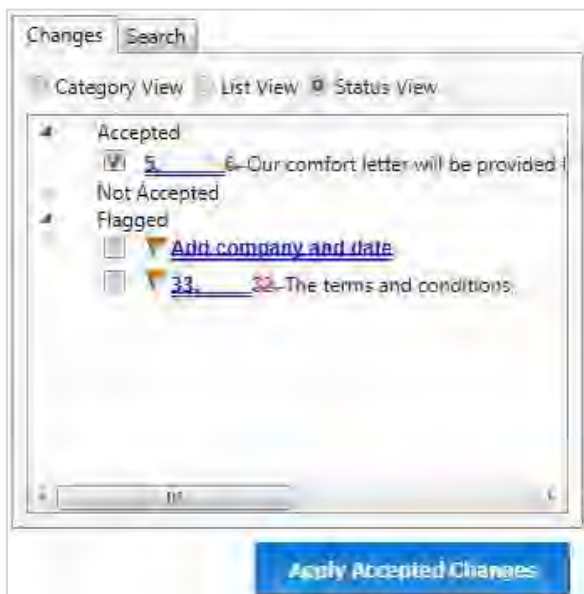 Changes Search
Category View List View Status View
Accepted
5. 6. Our comfort letter will be provided
Not Accepted
Flagged
Add company and date
33. 32. The terms and conditions
Apply Accepted Changes